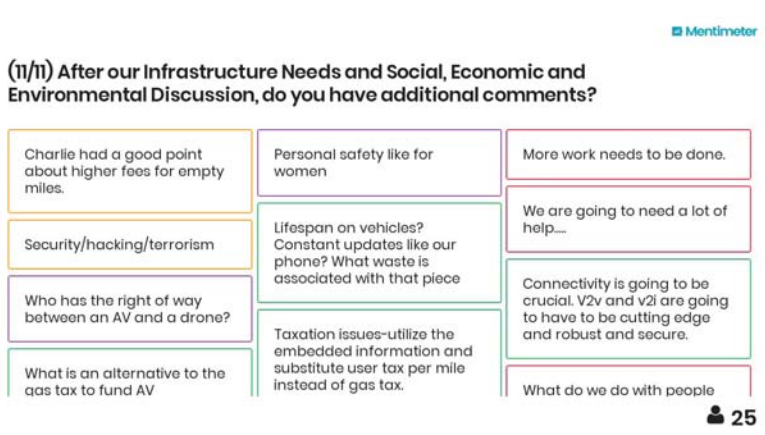 Mentimeter
(11/11) After our Infrastructure Needs and Social, Economic and
Environmental Discussion, do you have additional comments?
Charlie had a good point
about higher fees for empty
miles.
Security/hacking/terrorism
Who has the right of way
between an AV and a drone?
What is an alternative to the
gas tax to fund AV
Personal safety like for
women
Lifespan on vehicles?
Constant updates like our
phone? What waste is
associated with that piece
Taxation issues-utilize the
embedded information and
substitute user tax per mile
instead of gas tax.
More work needs to be done.
We are going to need a lot of
help....
Connectivity is going to be
crucial. V2v and v2i are going
to have to be cutting edge
and robust and secure.
What do we do with people
25